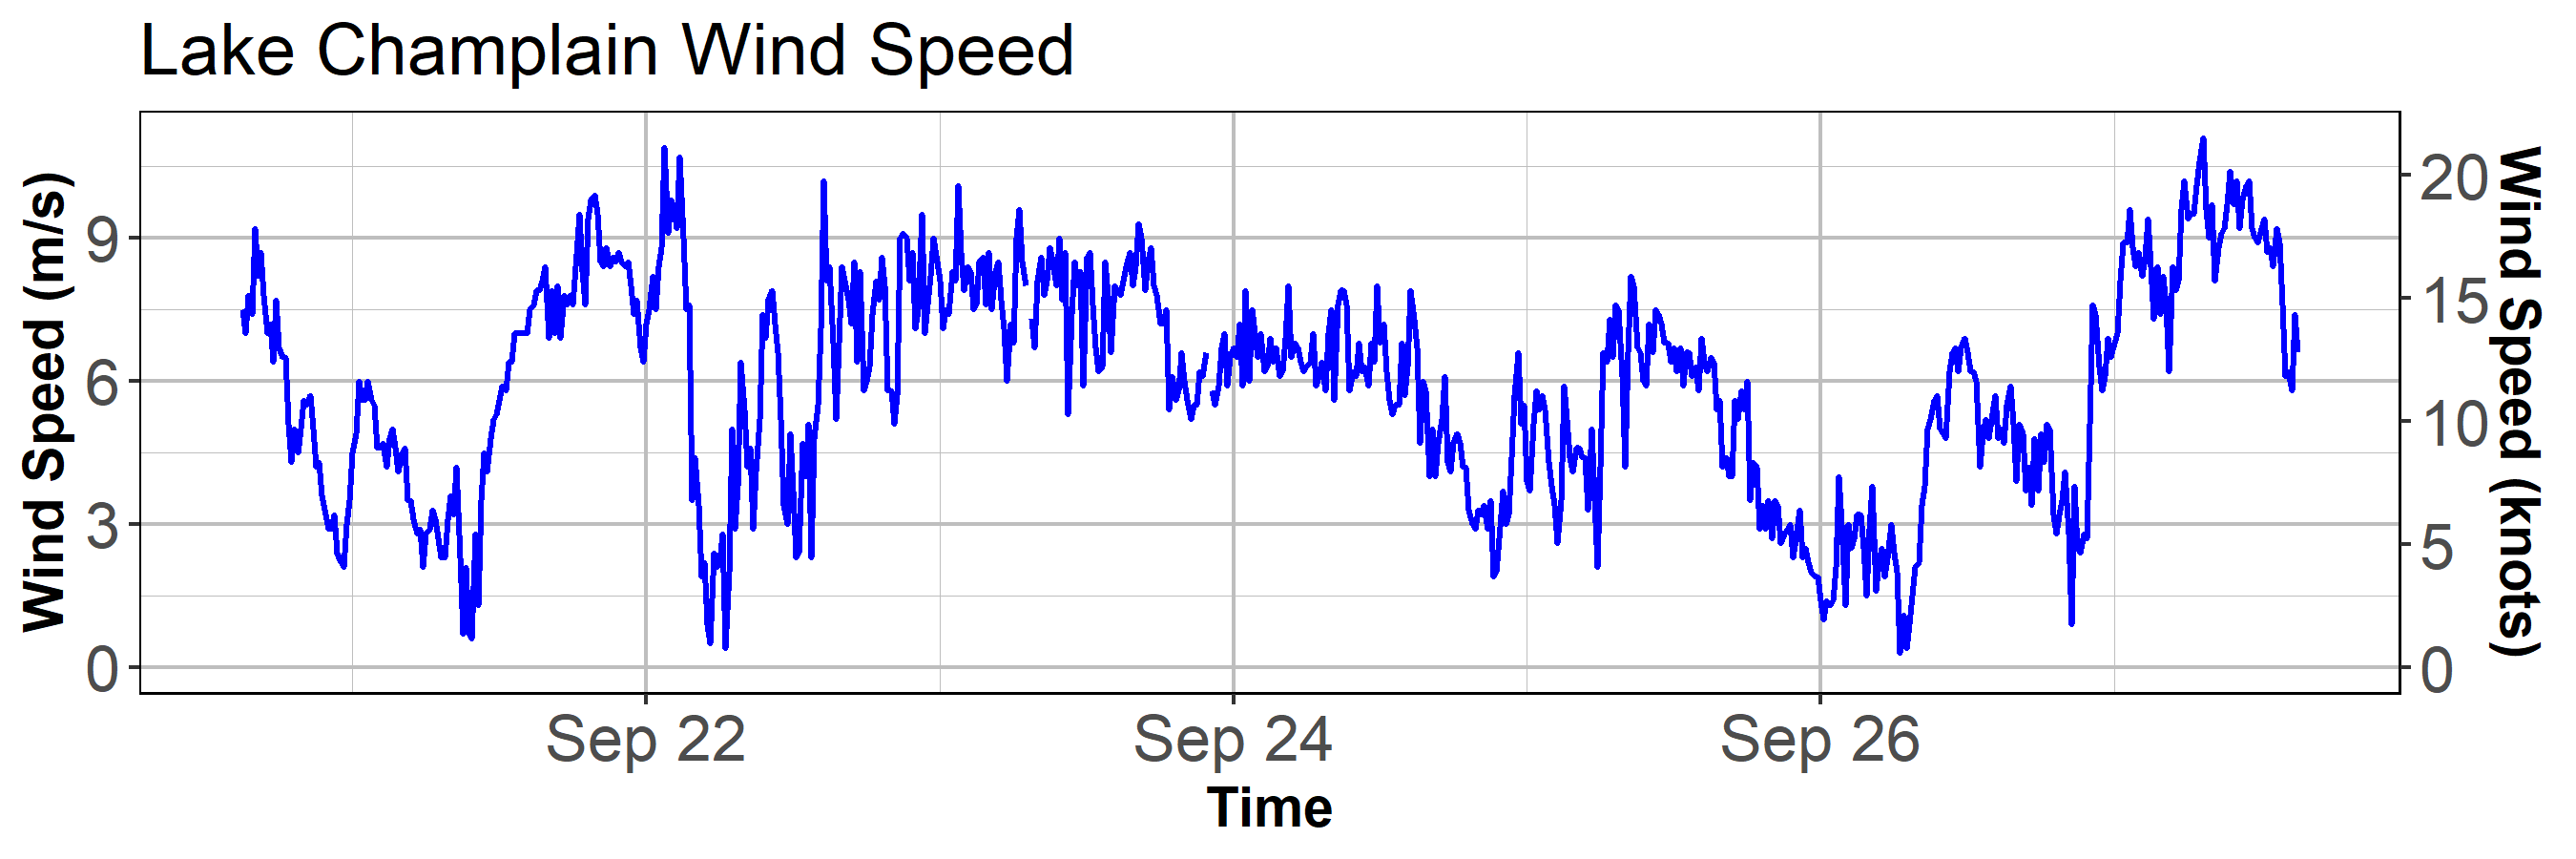 Lake Champlain Wind Speed
Wind Speed (m/s)
9
6
3
0
20
15
10
5
0
Wind Speed (knots)
Sep 22
Sep 24
Sep 26
Time